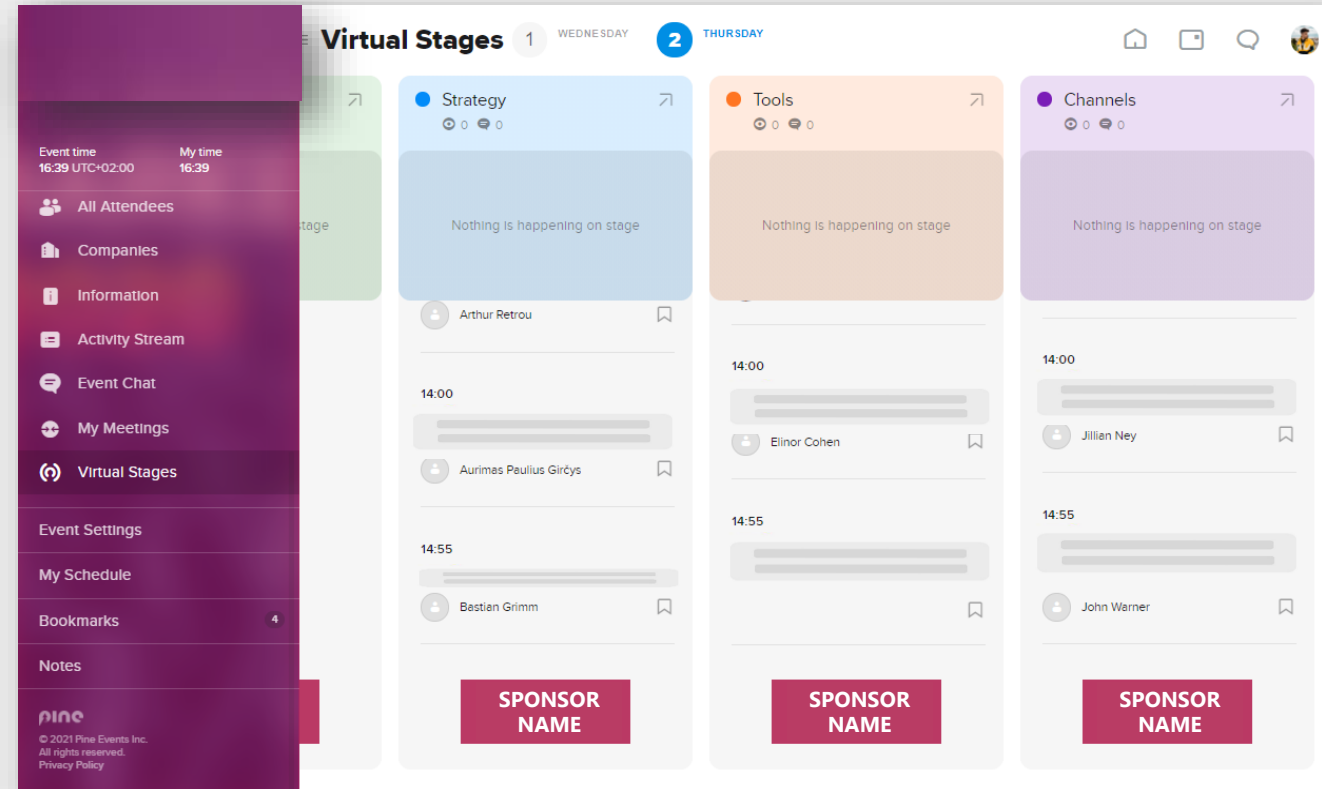 Virtual Stages
1
WEDNESDAY
2
THURSDAY
Event time
My time
16:39 UTC+02:00
16:39
All Attendees
Companies
Information
Activity Stream
Event Chat
My Meetings
Virtual Stages
Event Settings
My Schedule
Bookmarks
4
Notes
pine
© 2021 Pine Events Inc.
All rights reserved.
Privacy Policy
stage
Strategy
0 0
Nothing is happening on stage
Arthur Retrou
14:00
Aurimas Paulius Girčys
14:55
Bastian Grimm
SPONSOR
NAME
Tools
0 0
Nothing is happening on stage
14:00
Elinor Cohen
14:55
SPONSOR
NAME
Channels
0 0
Nothing is happening on stage
14:00
Jillian Ney
14:55
John Warner
SPONSOR
NAME